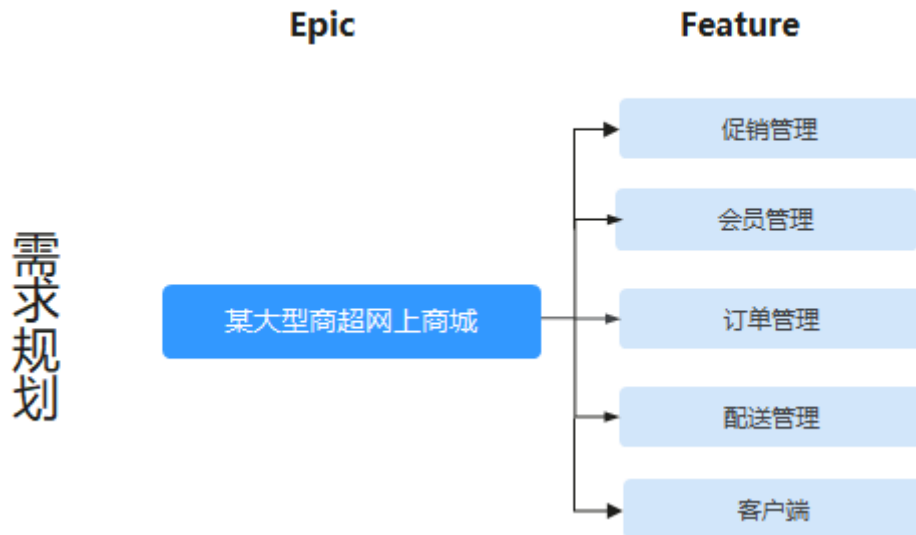 Epic
Feature
需求规划
某大型商超网上商城
促销管理
会员管理
订单管理
配送管理
客户端